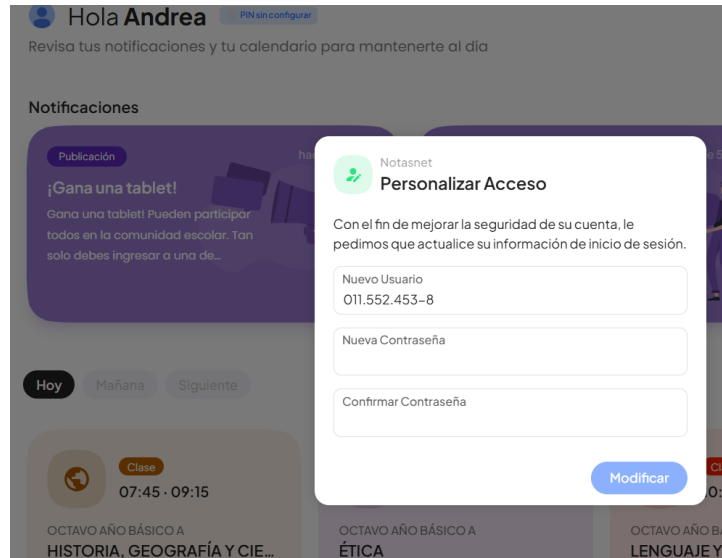 Hola Andrea
PIN sin configurar
Revisa tus notificaciones y tu calendario para mantenerte al día
Notificaciones
Publicación
¡Gana una tablet!
Gana una tablet! Pueden participar
todos en la comunidad escolar. Tan
solo debes ingresar a una de...
Notasnet
Personalizar Acceso
Con el fin de mejorar la seguridad de su cuenta, le
pedimos que actualice su información de inicio de sesión.
Nuevo Usuario
011.552.453-8
Nueva Contraseña
Confirmar Contraseña
Modificar
Hoy
Mañana
Siguiente
Clase
07:45 · 09:15
OCTAVO AÑO BÁSICO A
HISTORIA, GEOGRAFÍA Y CIE...
OCTAVO AÑO BÁSICO A
ÉTICA
OCTAVO AÑO B
LENGUAJE Y